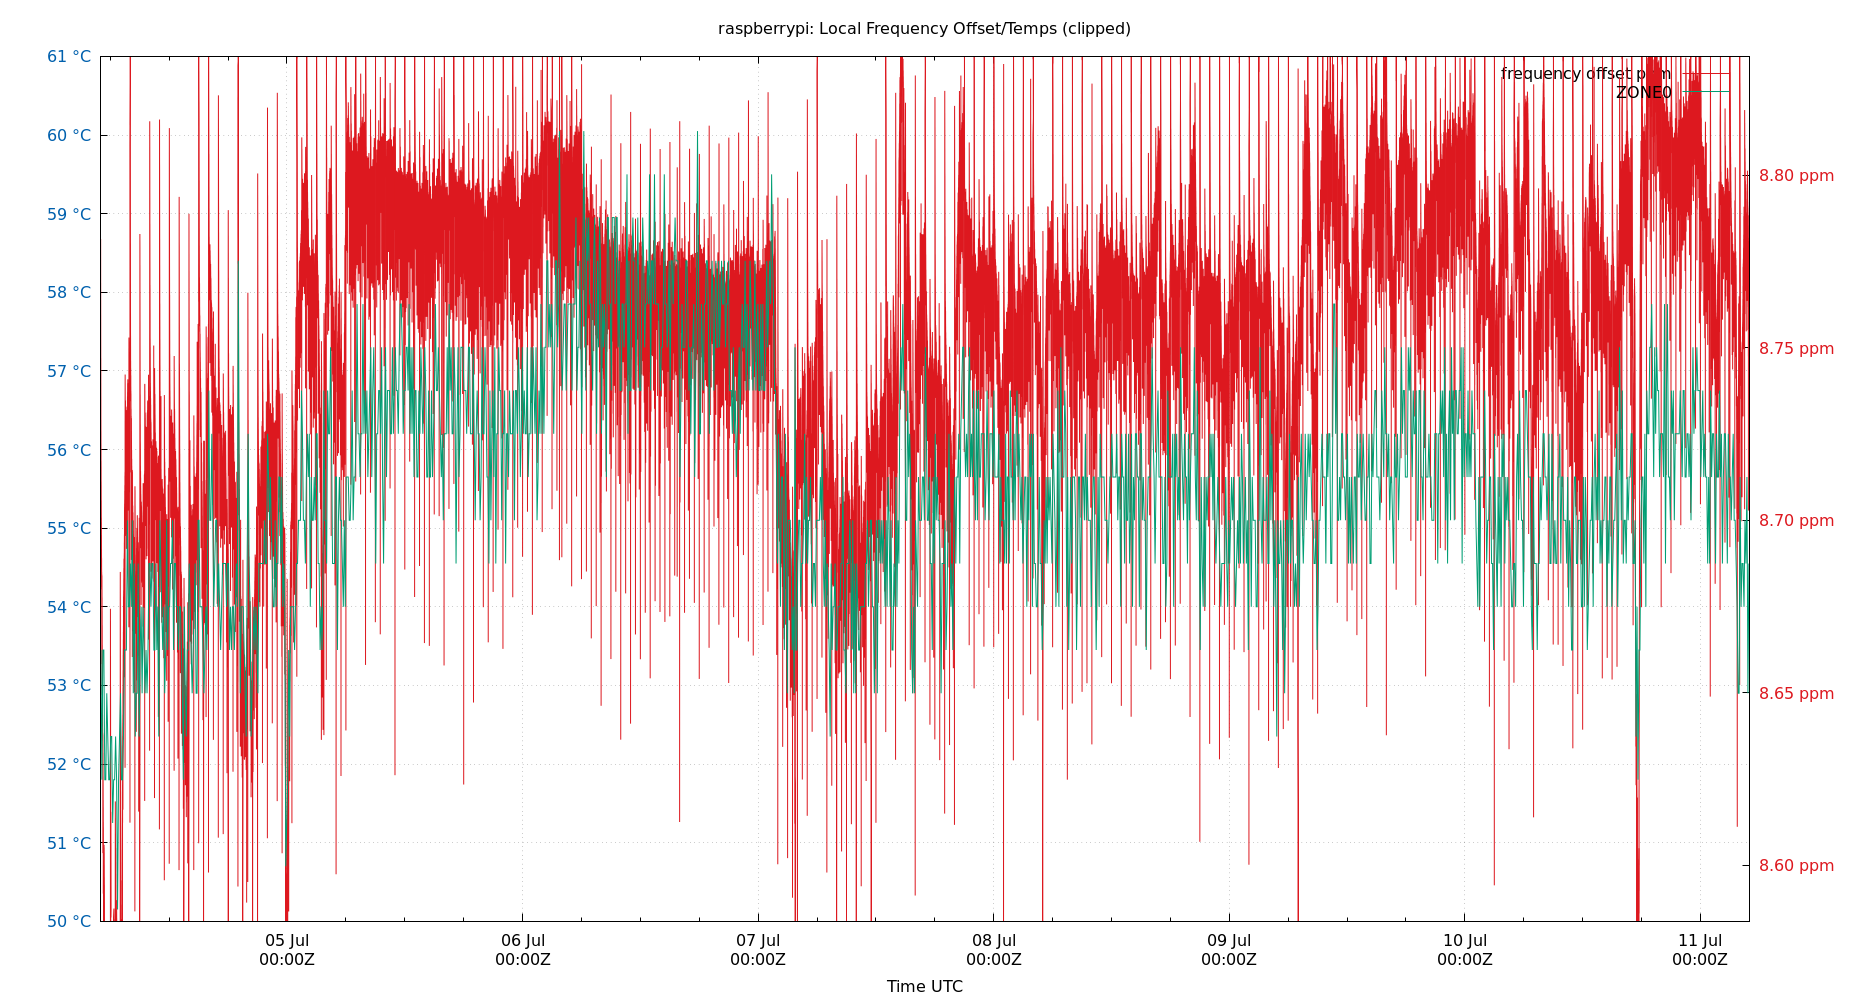 raspberrypi: Local Frequency Offset/Temps (clipped)
61 °C
60 °C
59 °C
58 °C
57 °C
56 °C
55 °C
54 °C
53 °C
52 °C
51 °C
50 °C
frequency offset ppm
ZONE0
8.80 ppm
8.75 ppm
8.70 ppm
8.65 ppm
8.60 ppm
05 Jul
00:00Z
06 Jul
00:00Z
07 Jul
00:00Z
08 Jul
00:00Z
09 Jul
00:00Z
10 Jul
00:00Z
11 Jul
00:00Z
Time UTC